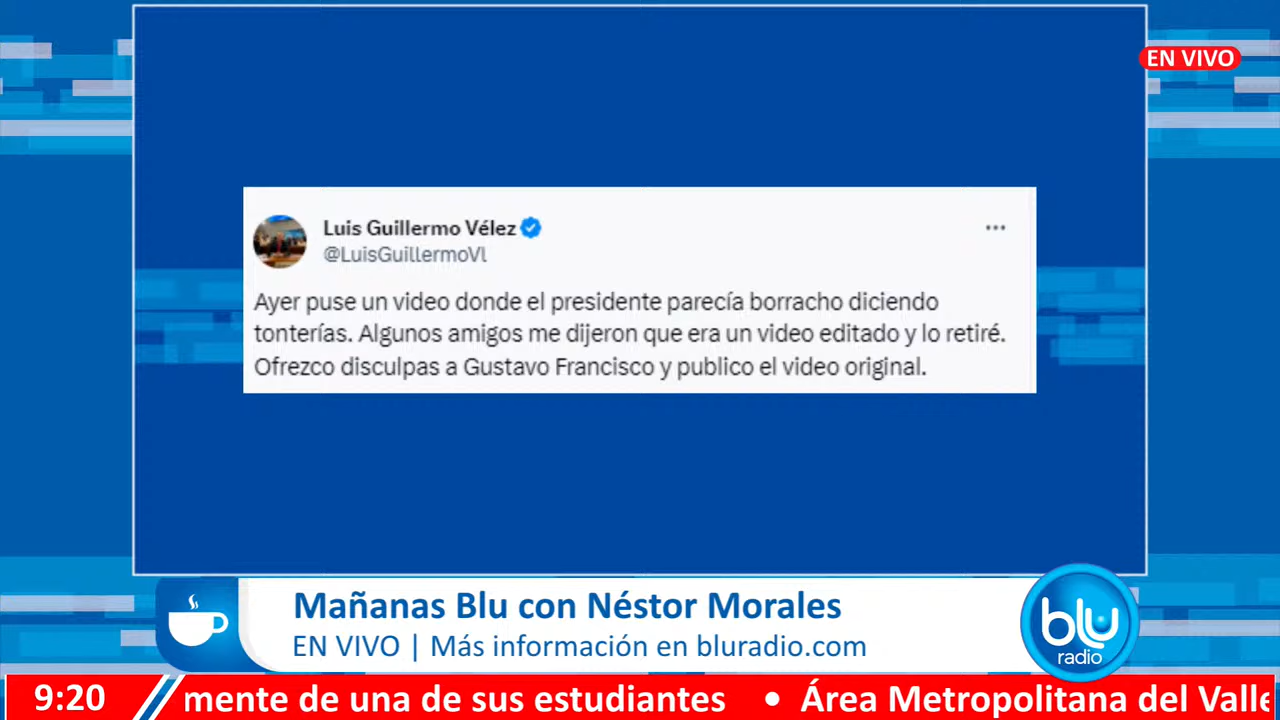 EN VIVO
Luis Guillermo Vélez
@LuisGuillermoVl
Ayer puse un video donde el presidente parecía borracho diciendo
tonterías. Algunos amigos me dijeron que era un video editado y lo retiré.
Ofrezco disculpas a Gustavo Francisco y publico el video original.
Mañanas Blu con Néstor Morales
EN VIVO | Más información en bluradio.com
blu
radio
9:20
mente de una de sus estudiantes • Área Metropolitana del Valle